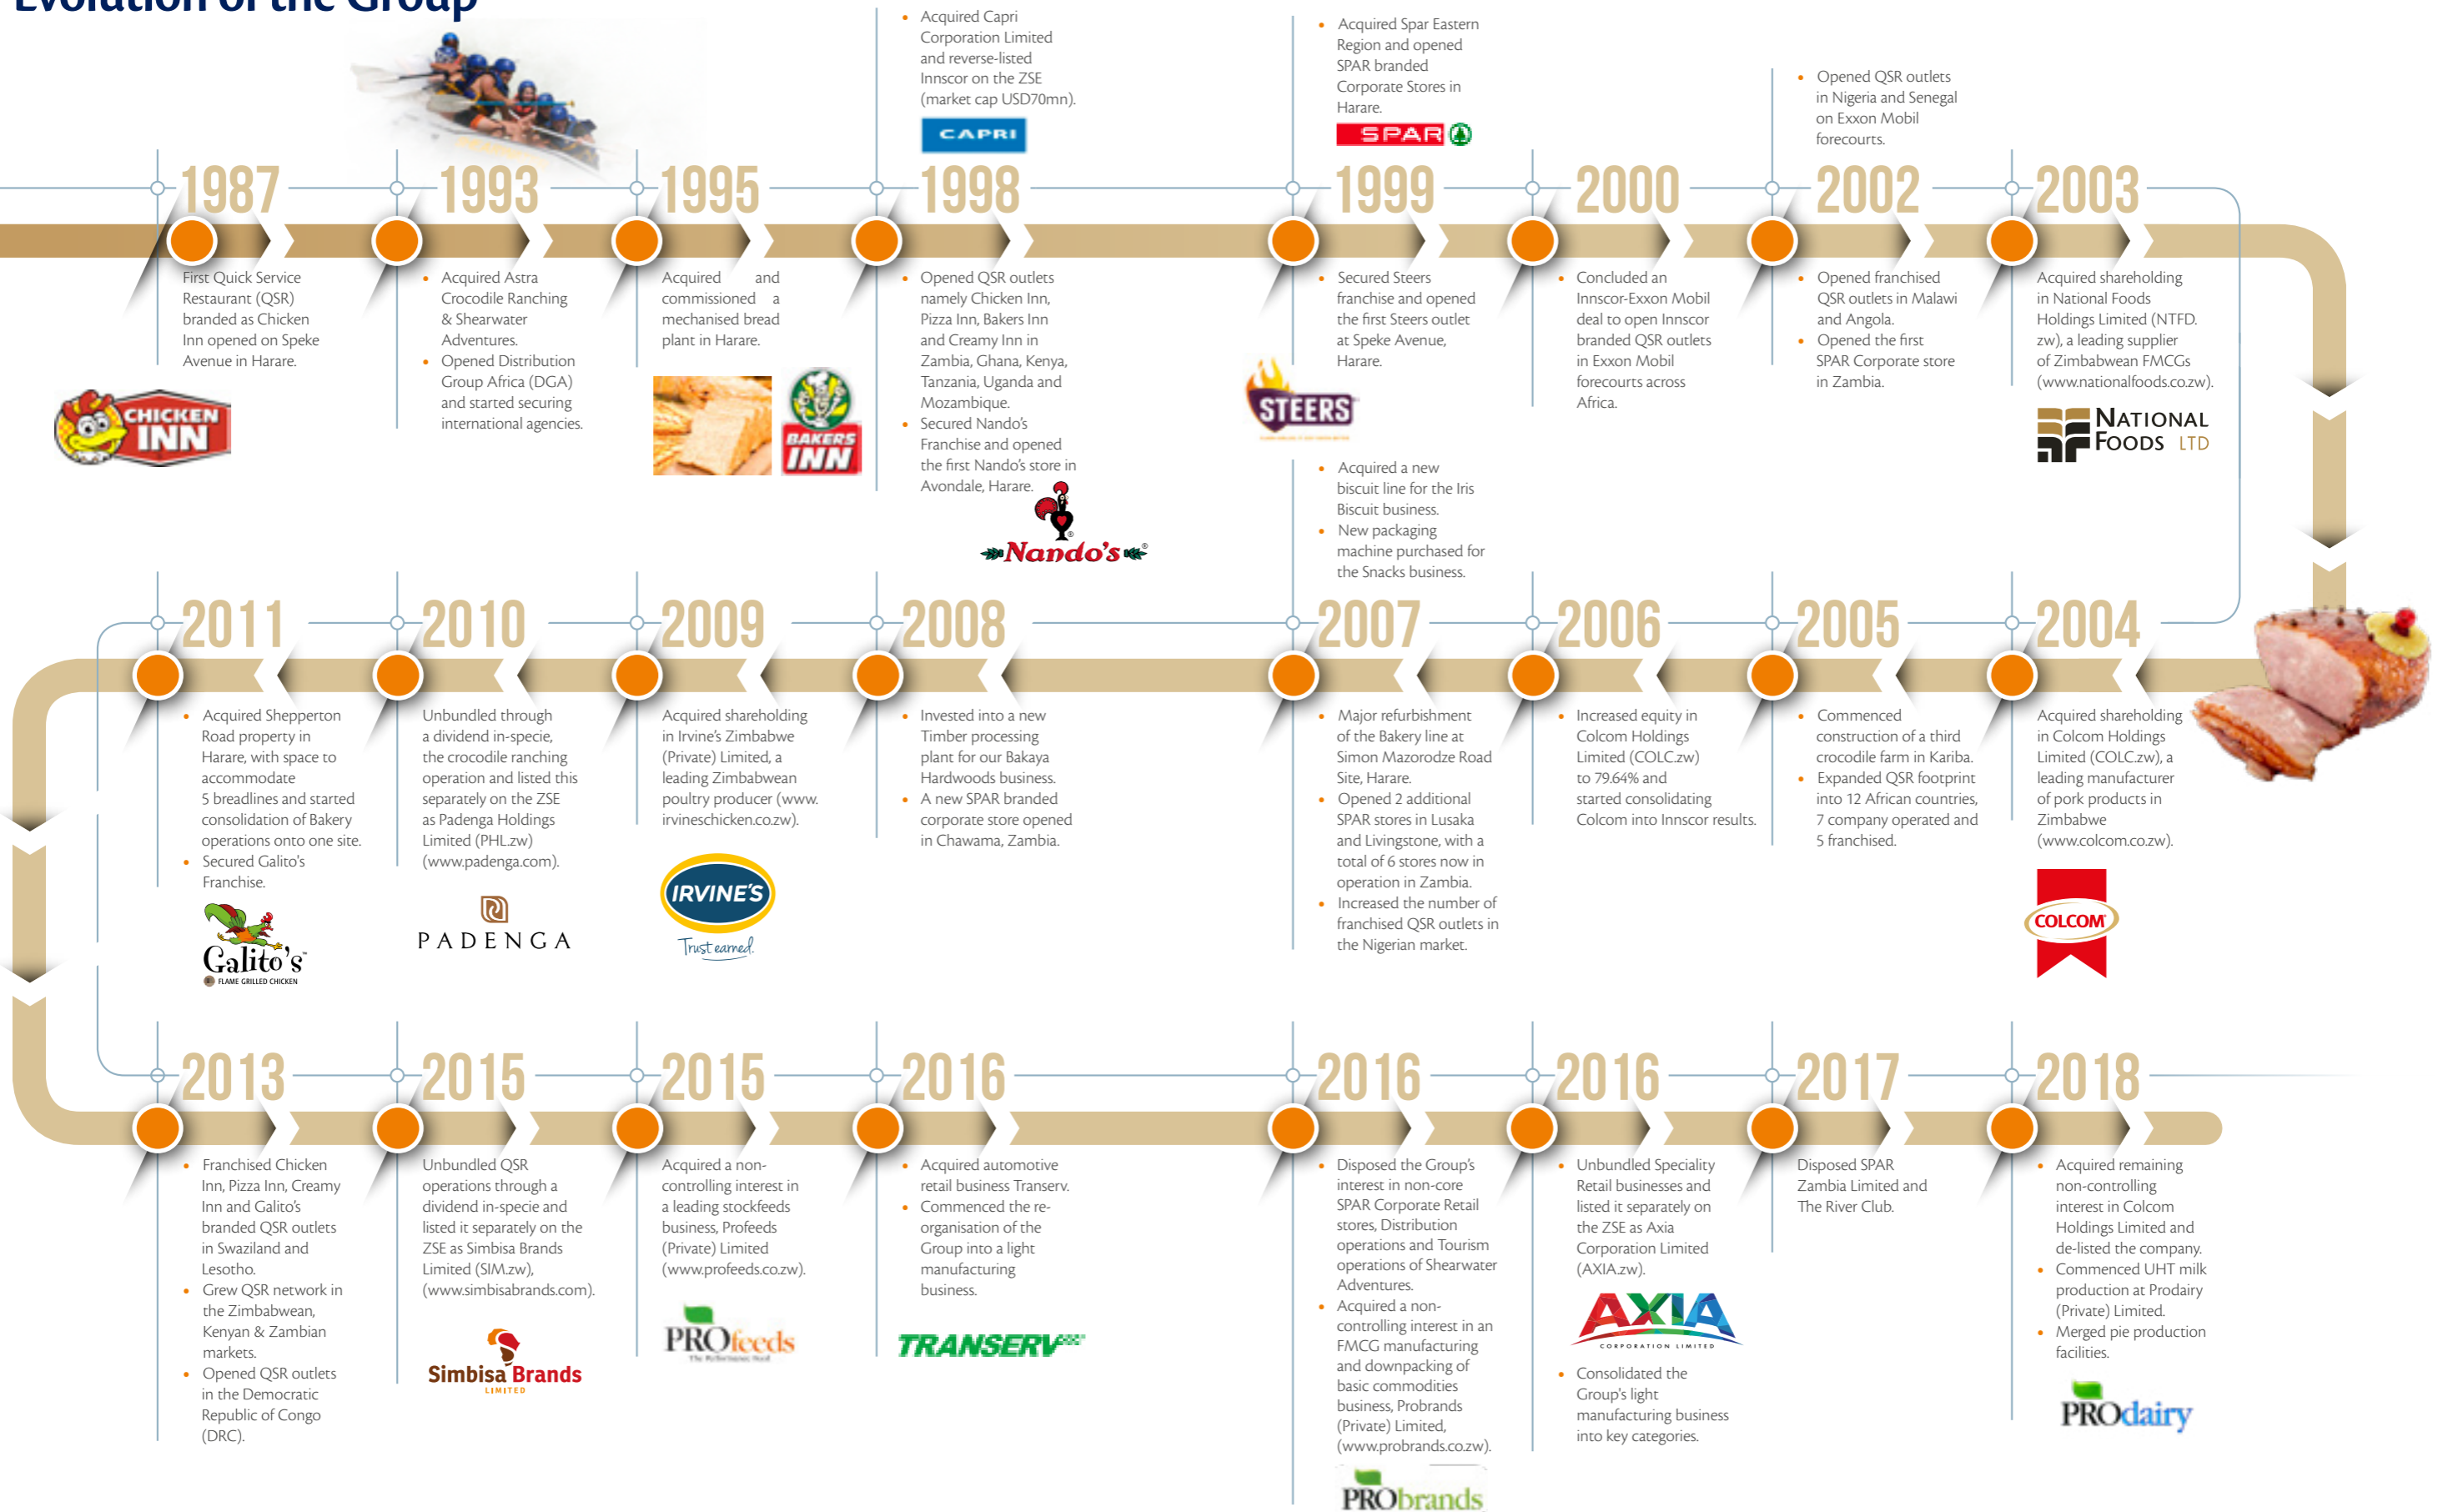 Evolution of the Group
• Acquired Capri
Corporation Limited
and reverse-listed
Innscor on the ZSE
(market cap USD70mn).
CAPRI
• Acquired Spar Eastern
Region and opened
SPAR branded
Corporate Stores in
Harare.
SPAR
• Opened QSR outlets
in Nigeria and Senegal
on Exxon Mobil
forecourts.
1987
First Quick Service
Restaurant (QSR)
branded as Chicken
Inn opened on Speke
Avenue in Harare.
CHICKEN
INN
1993
• Acquired Astra
Crocodile Ranching
& Shearwater
Adventures.
• Opened Distribution
Group Africa (DGA)
and started securing
international agencies.
1995
Acquired and
commissioned a
mechanised bread
plant in Harare.
BAKERS
INN
1998
• Opened QSR outlets
namely Chicken Inn,
Pizza Inn, Bakers Inn
and Creamy Inn in
Zambia, Ghana, Kenya,
Tanzania, Uganda and
Mozambique.
• Secured Nando's
Franchise and opened
the first Nando's store in
Avondale, Harare.
Nando's®
1999
• Secured Steers
franchise and opened
the first Steers outlet
at Speke Avenue,
Harare.
STEERS
2000
• Concluded an
Innscor-Exxon Mobil
deal to open Innscor
branded QSR outlets
in Exxon Mobil
forecourts across
Africa.
2002
• Opened franchised
QSR outlets in Malawi
and Angola.
• Opened the first
SPAR Corporate store
in Zambia.
2003
Acquired shareholding
in National Foods
Holdings Limited (NTFD.
zw), a leading supplier
of Zimbabwean FMCGs
(www.nationalfoods.co.zw).
NATIONAL
FOODS LTD
2004
Acquired shareholding
in Colcom Holdings
Limited (COLC.zw), a
leading manufacturer
of pork products in
Zimbabwe
(www.colcom.co.zw).
COLCOM
2005
• Commenced
construction of a third
crocodile farm in Kariba.
• Expanded QSR footprint
into 12 African countries,
7 company operated and
5 franchised.
2006
• Increased equity in
Colcom Holdings
Limited (COLC.zw)
to 79.64% and
started consolidating
Colcom into Innscor results.
• Acquired a new
biscuit line for the Iris
Biscuit business.
• New packaging
machine purchased for
the Snacks business.
2007
• Major refurbishment
of the Bakery line at
Simon Mazorodze Road
Site, Harare.
• Opened 2 additional
SPAR stores in Lusaka
and Livingstone, with a
total of 6 stores now in
operation in Zambia.
• Increased the number of
franchised QSR outlets in
the Nigerian market.
2008
• Invested into a new
Timber processing
plant for our Bakaya
Hardwoods business.
• A new SPAR branded
corporate store opened
in Chawama, Zambia.
2009
Acquired shareholding
in Irvine's Zimbabwe
(Private) Limited, a
leading Zimbabwean
poultry producer (www.
irvineschicken.co.zw).
IRVINE'S
Trust earned.
2010
Unbundled through
a dividend in-specie,
the crocodile ranching
operation and listed this
separately on the ZSE
as Padenga Holdings
Limited (PHL.zw)
(www.padenga.com).
PADENGA
2011
• Acquired Shepperton
Road property in
Harare, with space to
accommodate
5 breadlines and started
consolidation of Bakery
operations onto one site.
• Secured Galito's
Franchise.
Galito's
FLAME GRILLED CHICKEN
2013
• Franchised Chicken
Inn, Pizza Inn, Creamy
Inn and Galito's
branded QSR outlets
in Swaziland and
Lesotho.
• Grew QSR network in
the Zimbabwean,
Kenyan & Zambian
markets.
• Opened QSR outlets
in the Democratic
Republic of Congo
(DRC).
2015
Unbundled QSR
operations through a
dividend in-specie and
listed it separately on the
ZSE as Simbisa Brands
Limited (SIM.zw),
(www.simbisabrands.com).
Simbisa Brands
LIMITED
2015
Acquired a non-
controlling interest in
a leading stockfeeds
business, Profeeds
(Private) Limited
(www.profeeds.co.zw).
PROfeeds
2016
• Acquired automotive
retail business Transerv.
• Commenced the re-
organisation of the
Group into a light
manufacturing
business.
TRANSERV
2016
• Disposed the Group's
interest in non-core
SPAR Corporate Retail
stores, Distribution
operations and Tourism
operations of Shearwater
Adventures.
• Acquired a non-
controlling interest in an
FMCG manufacturing
and downpacking of
basic commodities
business, Probrands
(Private) Limited,
(www.probrands.co.zw).
PRObrands
2016
• Unbundled Speciality
Retail businesses and
listed it separately on
the ZSE as Axia
Corporation Limited
(AXIA.zw).
AXIA
CORPORATION LIMITED
• Consolidated the
Group's light
manufacturing business
into key categories.
2017
Disposed SPAR
Zambia Limited and
The River Club.
2018
• Acquired remaining
non-controlling
interest in Colcom
Holdings Limited and
de-listed the company.
• Commenced UHT milk
production at Prodairy
(Private) Limited.
• Merged pie production
facilities.
PROdairy